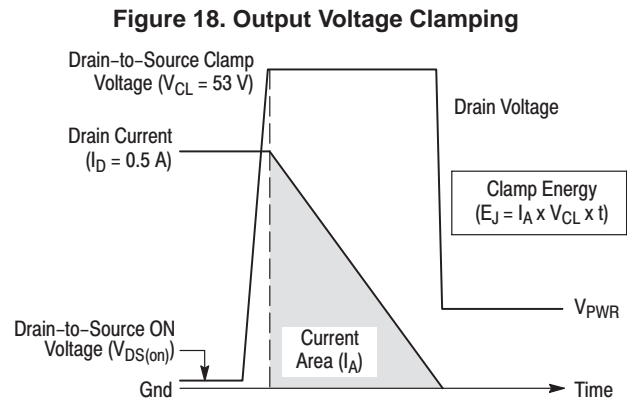 Figure 18. Output Voltage Clamping
Drain–to–Source Clamp
Voltage (VCL = 53 V)
Drain Voltage
Drain Current
(ID = 0.5 A)
Clamp Energy
(EJ = IA x VCL x t)
VPWR
Drain–to–Source ON
Voltage (VDS(on))
Current
Area (IA)
Gnd
Time